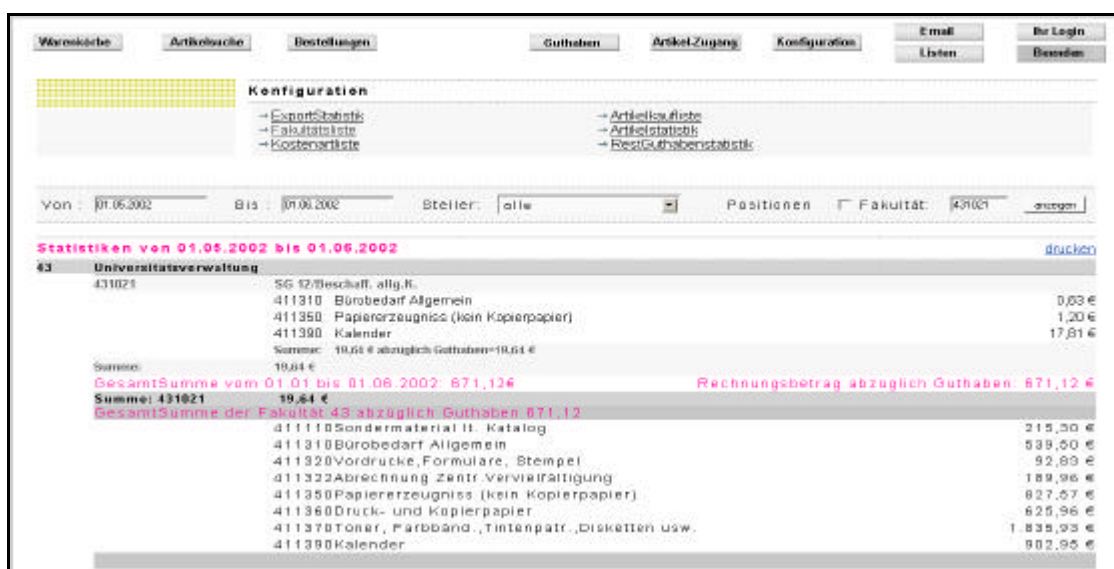 Warenkörbe Artikelsuche Bestellungen Guthaben Artikel-Zugang Konfiguration Email Ihr Login
Listen Beenden
Konfiguration
→ExportStatistik →Artikelkaufliste
→Fakultätsliste →Artikelstatistik
→Kostenartliste →RestGuthabenstatistik
von : 01.05.2002 Bis : 01.06.2002 Steller: alle Positionen Fakultät: 431021 anzeigen
Statistiken von 01.05.2002 bis 01.06.2002 drucken
43 Universitätsverwaltung
431021 SG 12/Beschaff. allg.K.
411310 Bürobedarf Allgemein 0,63 €
411350 Papiererzeugniss (kein Kopierpapier) 1,20 €
411390 Kalender 17,81 €
Summe: 19,64 € abzüglich Guthaben=19,64 €
Summe: 19,64 €
GesamtSumme vom 01.01 bis 01.06.2002: 671,12€ Rechnungsbetrag abzüglich Guthaben: 671,12 €
Summe: 431021 19,64 €
GesamtSumme der Fakultät 43 abzüglich Guthaben 671,12
411110Sondermaterial lt. Katalog 215,30 €
411310Bürobedarf Allgemein 539,50 €
411320Vordrucke,Formulare, Stempel 92,83 €
411322Abrechnung Zentr.Vervielfältigung 189,96 €
411350Papiererzeugniss (kein Kopierpapier) 827,57 €
411360Druck- und Kopierpapier 625,96 €
411370Toner, Farbband.,Tintenpatr.,Disketten usw. 1.835,93 €
411390Kalender 902,95 €